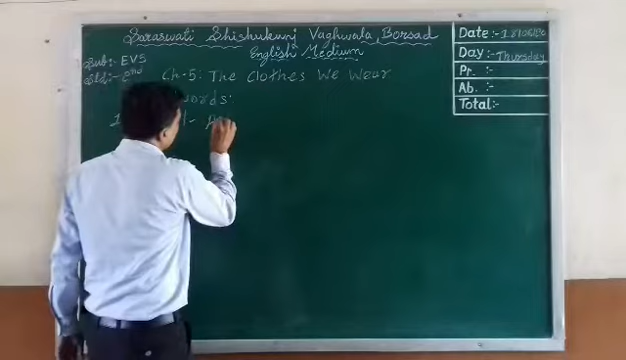 Saraswati Shishukunj Vaghwala, Borsad
English Medium
Sub:- EVS
Std:- 2nd
Ch-5: The Clothes We Wear
Date:-
Day:- Thursday
Pr. :-
Ab. :-
Total:-